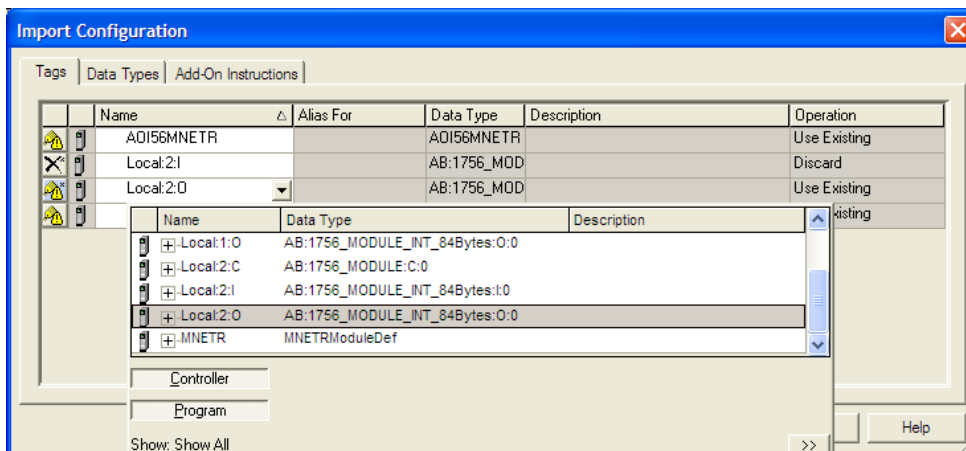 Import Configuration
Tags Data Types Add-On Instructions
Name Alias For Data Type Description Operation
AOI56MNETR AOI56MNETR Use Existing
Local:2:I AB:1756_MOD Discard
Local:2:O AB:1756_MOD Use Existing
Name Data Type Description
Local:1:O AB:1756_MODULE_INT_84Bytes:O:0
Local:2:C AB:1756_MODULE:C:0
Local:2:I AB:1756_MODULE_INT_84Bytes:I:0
Local:2:O AB:1756_MODULE_INT_84Bytes:O:0
MNETR MNETRModuleDef
Controller
Program
Help
Show: Show All >>